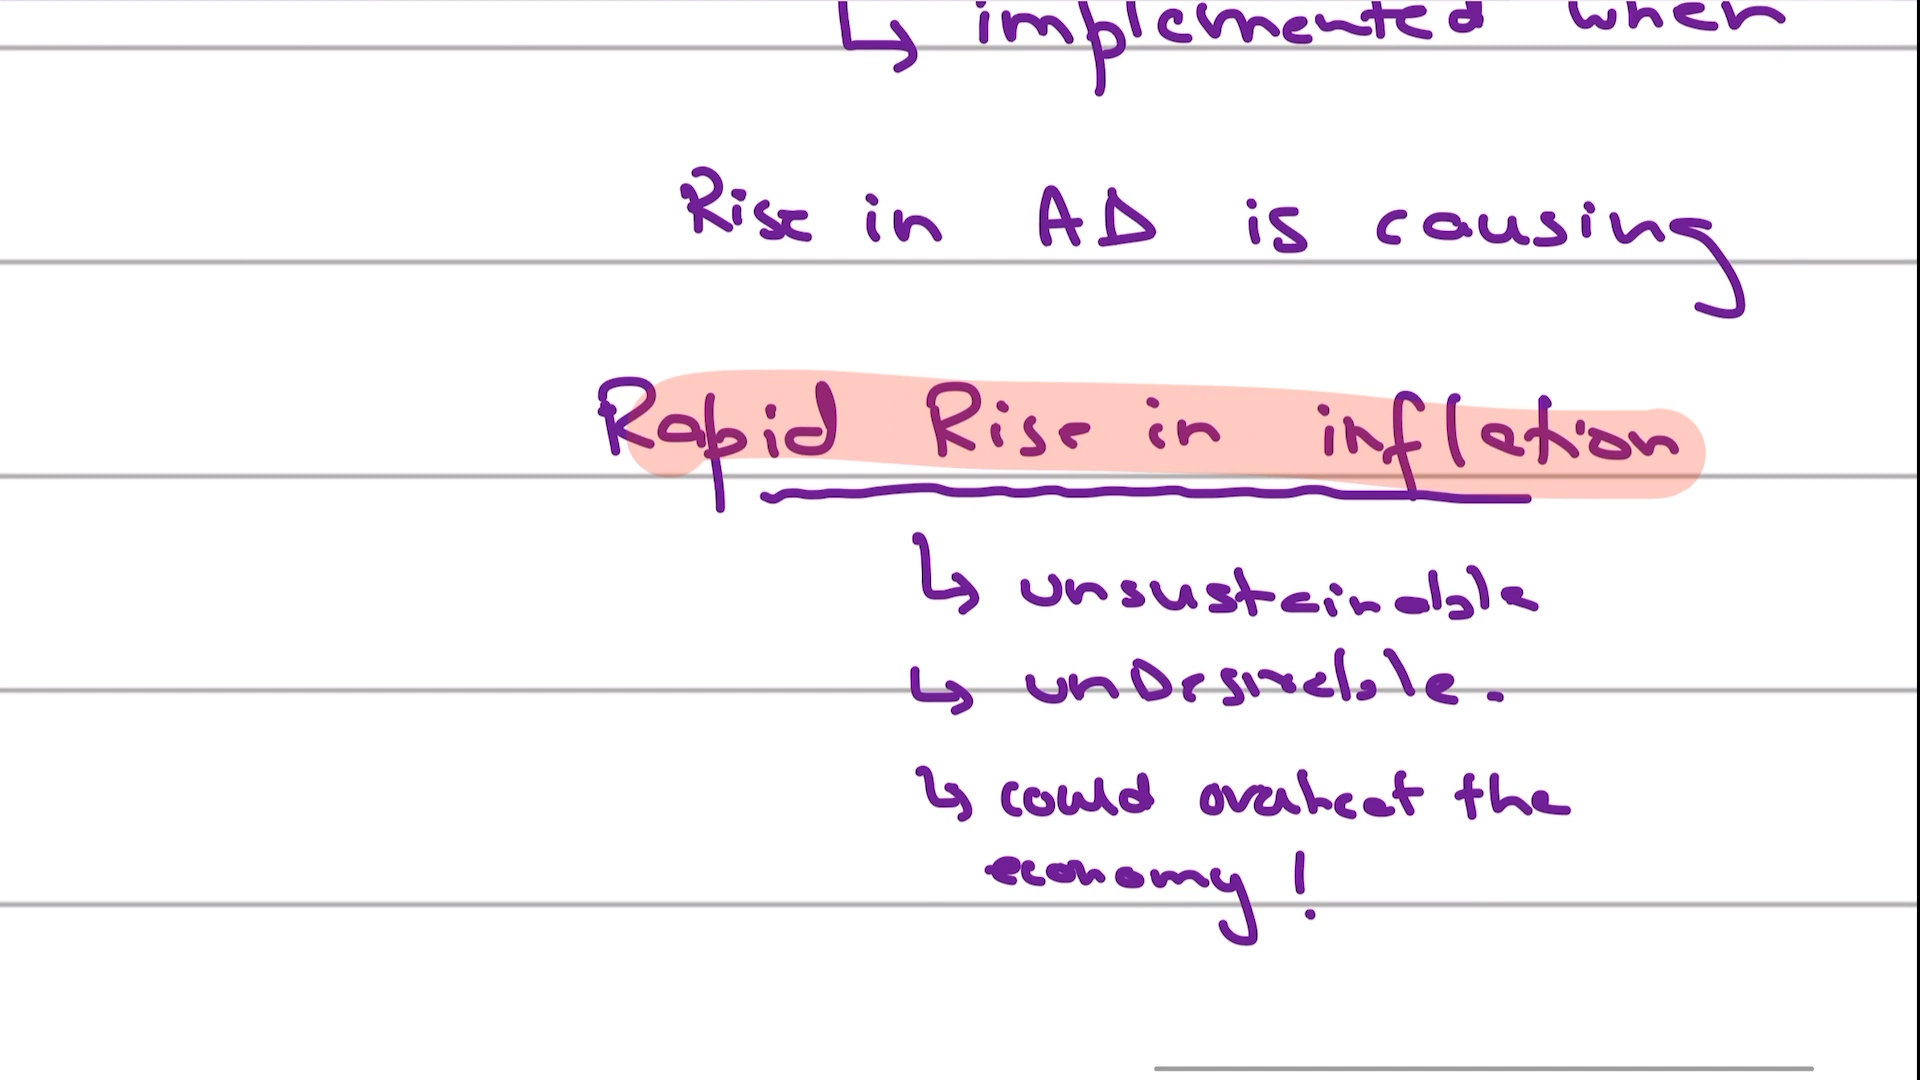 ↳ implemented when
Rise in AD is causing
Rapid Rise in inflation
↳ unsustainable
↳ unDesirable.
↳ could overheat the
economy!